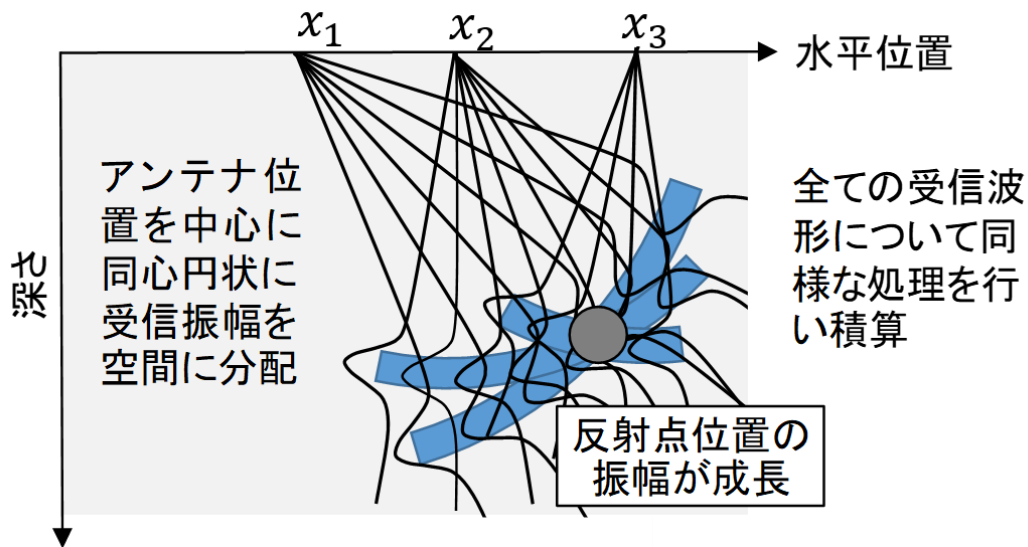 x₁
x₂
x₃
水平位置
深さ
アンテナ位
置を中心に
同心円状に
受信振幅を
空間に分配
全ての受信波
形について同
様な処理を行
い積算
反射点位置の
振幅が成長